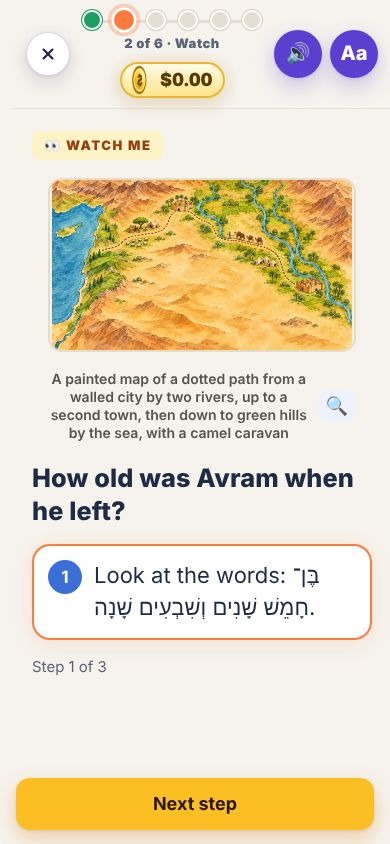 2 of 6 · Watch
$0.00
Aa
👀 WATCH ME
A painted map of a dotted path from a
walled city by two rivers, up to a
second town, then down to green hills
by the sea, with a camel caravan
How old was Avram when
he left?
1
Look at the words: בֶּן־
חָמֵשׁ שָׁנִים וְשִׁבְעִים שָׁנָה.
Step 1 of 3
Next step